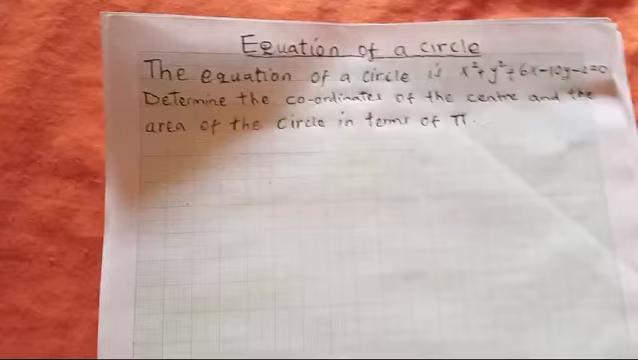 Equation of a circle
The equation of a circle is x²+y²+6x-10y-2=0
Determine the co-ordinates of the centre and the
area of the circle in terms of π.